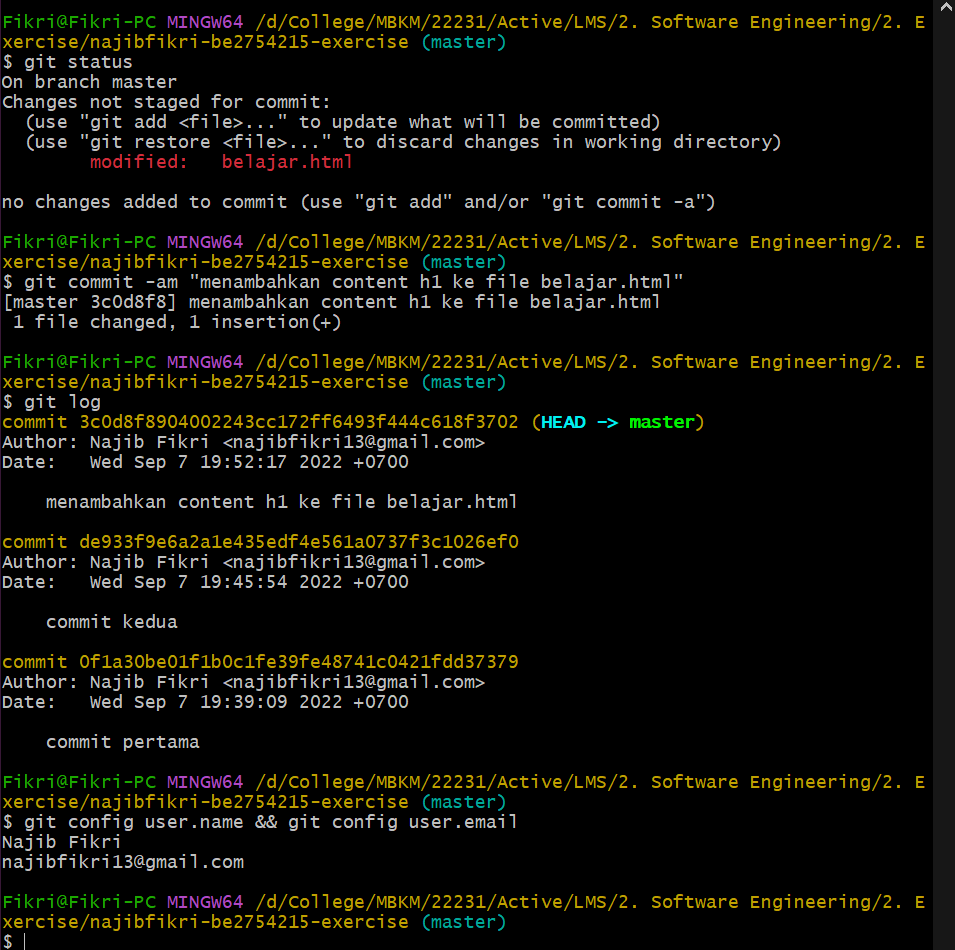 Fikri@Fikri-PC MINGW64 /d/College/MBKM/22231/Active/LMS/2. Software Engineering/2. E
xercise/najibfikri-be2754215-exercise (master)
$ git status
On branch master
Changes not staged for commit:
  (use "git add <file>..." to update what will be committed)
  (use "git restore <file>..." to discard changes in working directory)
        modified:   belajar.html

no changes added to commit (use "git add" and/or "git commit -a")

Fikri@Fikri-PC MINGW64 /d/College/MBKM/22231/Active/LMS/2. Software Engineering/2. E
xercise/najibfikri-be2754215-exercise (master)
$ git commit -am "menambahkan content h1 ke file belajar.html"
[master 3c0d8f8] menambahkan content h1 ke file belajar.html
 1 file changed, 1 insertion(+)

Fikri@Fikri-PC MINGW64 /d/College/MBKM/22231/Active/LMS/2. Software Engineering/2. E
xercise/najibfikri-be2754215-exercise (master)
$ git log
commit 3c0d8f8904002243cc172ff6493f444c618f3702 (HEAD -> master)
Author: Najib Fikri <najibfikri13@gmail.com>
Date:   Wed Sep 7 19:52:17 2022 +0700

    menambahkan content h1 ke file belajar.html

commit de933f9e6a2a1e435edf4e561a0737f3c1026ef0
Author: Najib Fikri <najibfikri13@gmail.com>
Date:   Wed Sep 7 19:45:54 2022 +0700

    commit kedua

commit 0f1a30be01f1b0c1fe39fe48741c0421fdd37379
Author: Najib Fikri <najibfikri13@gmail.com>
Date:   Wed Sep 7 19:39:09 2022 +0700

    commit pertama

Fikri@Fikri-PC MINGW64 /d/College/MBKM/22231/Active/LMS/2. Software Engineering/2. E
xercise/najibfikri-be2754215-exercise (master)
$ git config user.name && git config user.email
Najib Fikri
najibfikri13@gmail.com

Fikri@Fikri-PC MINGW64 /d/College/MBKM/22231/Active/LMS/2. Software Engineering/2. E
xercise/najibfikri-be2754215-exercise (master)
$